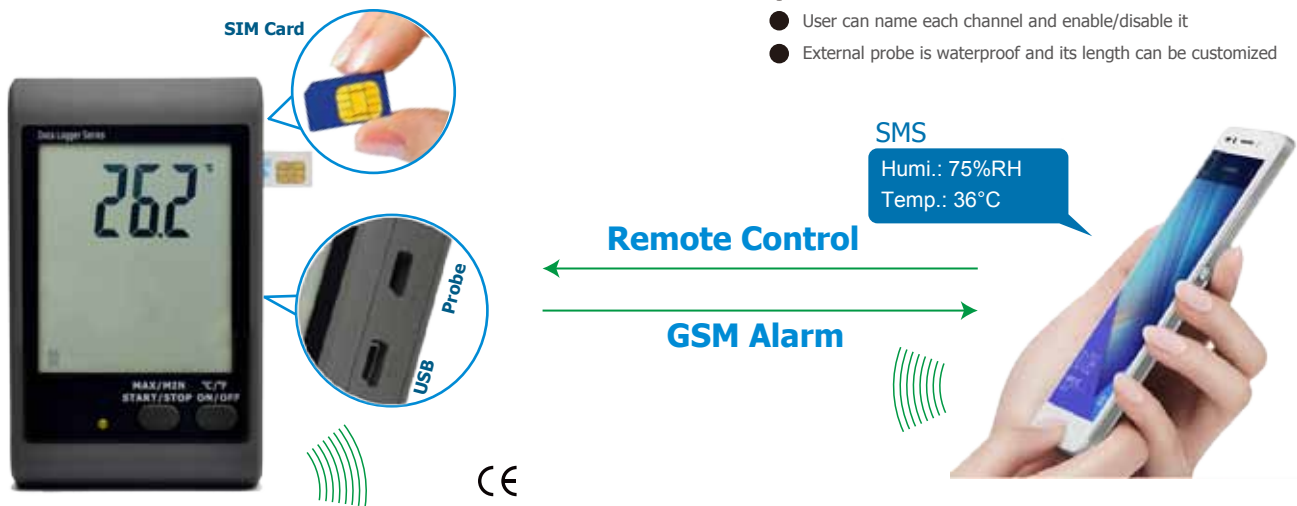 SIM Card
User can name each channel and enable/disable it
External probe is waterproof and its length can be customized
Data Logger Series
26.2 °C
SMS
Humi.: 75%RH
Temp.: 36°C
Remote Control
GSM Alarm
Probe
USB
MAX/MIN °C/°F
START/STOP ON/OFF
CE